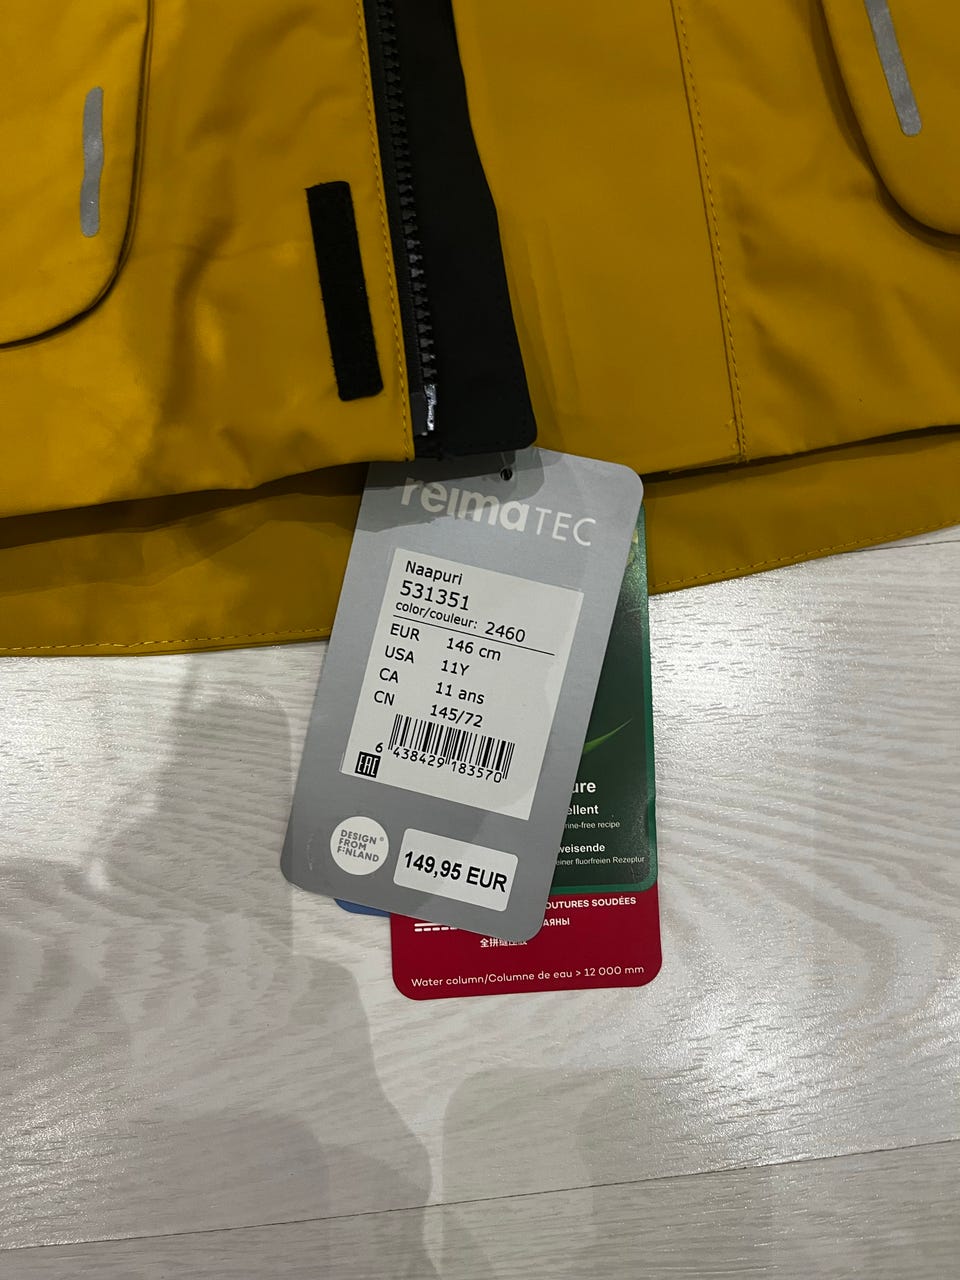 reimaTEC
Naapuri
531351
color/couleur: 2460
EUR 146 cm
USA 11Y
CA 11 ans
CN 145/72
6 438429 183570
EAC
DESIGN
FROM
FINLAND
149,95 EUR
ure
ellent
rine-free recipe
weisende
einer fluorfreien Rezeptur
OUTURES SOUDÉES
АЯНЫ
Water column/Columne de eau > 12 000 mm